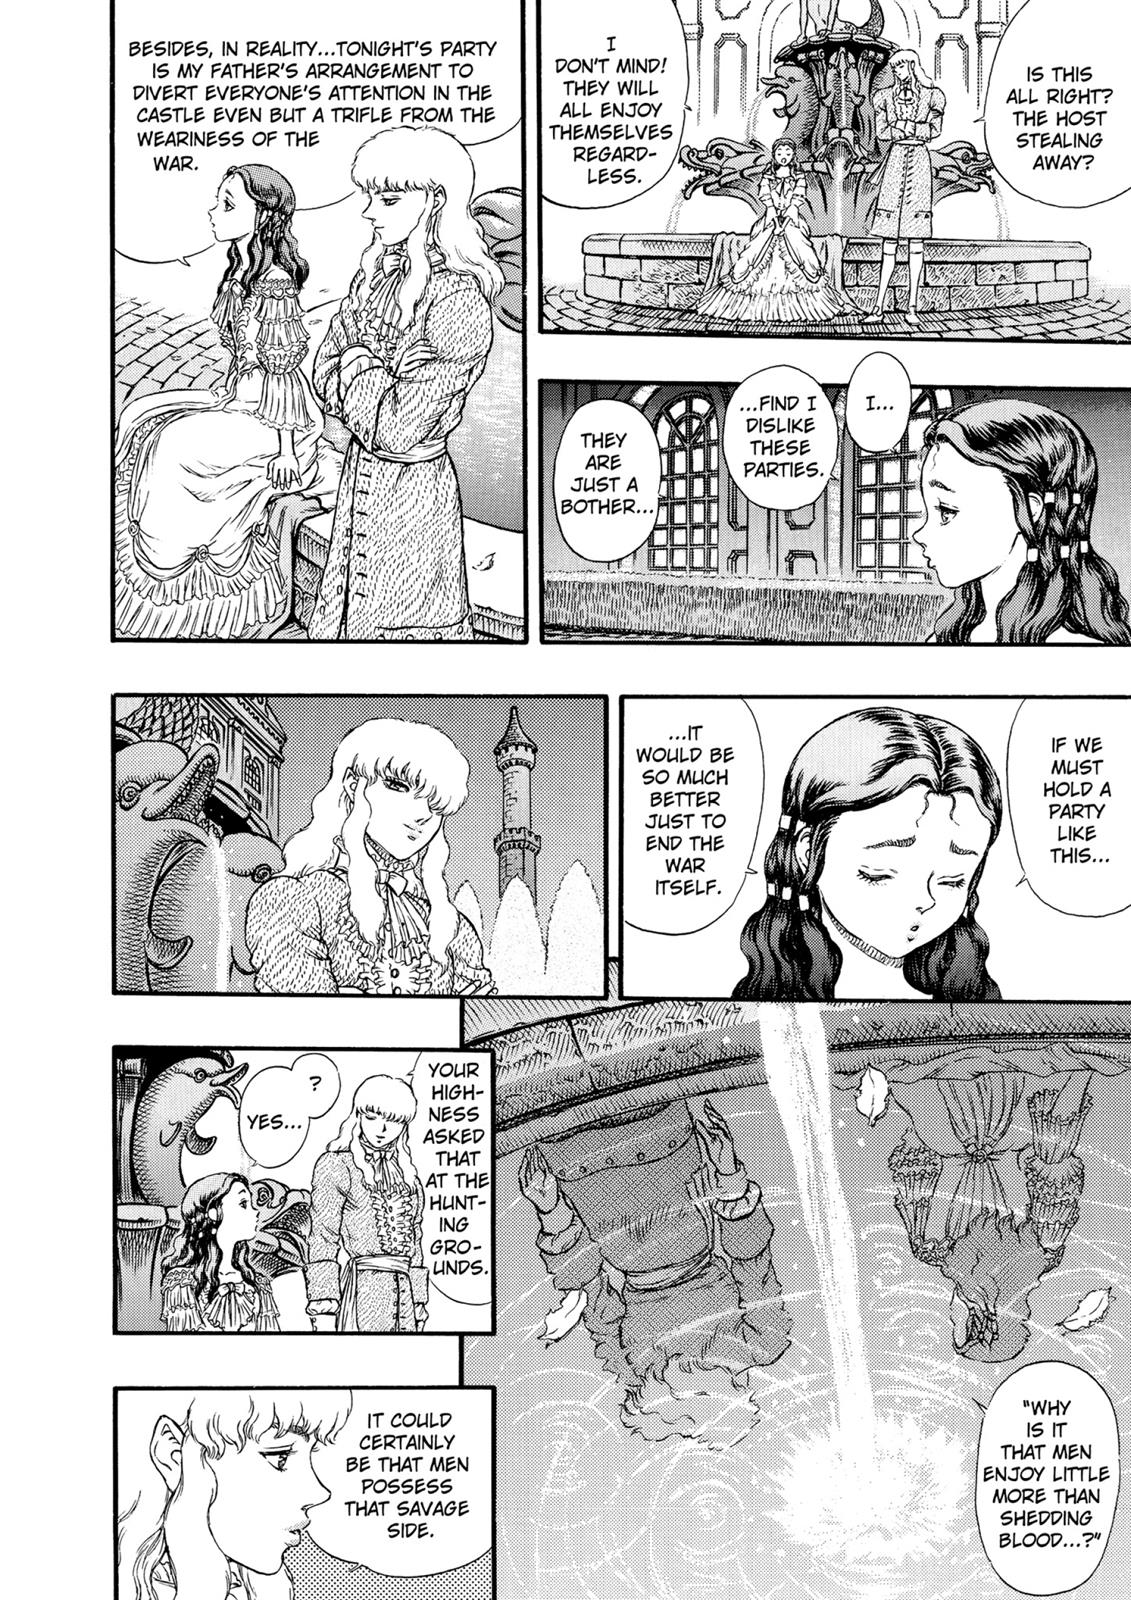 IS THIS
ALL RIGHT?
THE HOST
STEALING
AWAY?
I
DON'T MIND!
THEY WILL
ALL ENJOY
THEMSELVES
REGARD-
LESS.
BESIDES, IN REALITY...TONIGHT'S PARTY
IS MY FATHER'S ARRANGEMENT TO
DIVERT EVERYONE'S ATTENTION IN THE
CASTLE EVEN BUT A TRIFLE FROM THE
WEARINESS OF THE
WAR.
I...
...FIND I
DISLIKE
THESE
PARTIES.
THEY
ARE
JUST A
BOTHER...
IF WE
MUST
HOLD A
PARTY
LIKE
THIS...
...IT
WOULD BE
SO MUCH
BETTER
JUST TO
END THE
WAR
ITSELF.
"WHY
IS IT
THAT MEN
ENJOY LITTLE
MORE THAN
SHEDDING
BLOOD...?"
YOUR
HIGH-
NESS
ASKED
THAT
AT THE
HUNT-
ING
GRO-
UNDS.
?
YES...
IT COULD
CERTAINLY
BE THAT MEN
POSSESS
THAT SAVAGE
SIDE.